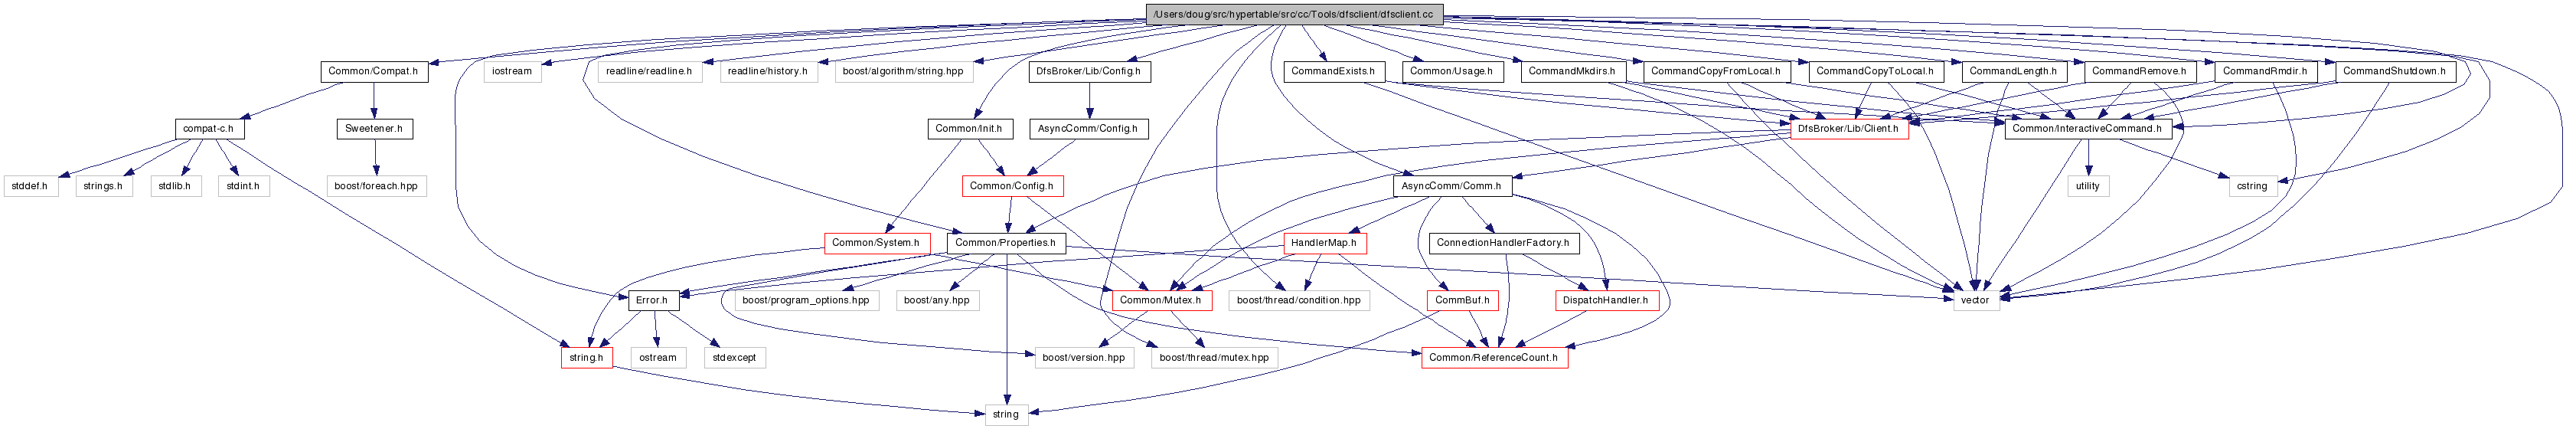 /Users/doug/src/hypertable/src/cc/Tools/dfsclient/dfsclient.cc
Common/Compat.h
iostream
readline/readline.h
readline/history.h
boost/algorithm/string.hpp
DfsBroker/Lib/Config.h
CommandExists.h
Common/Usage.h
CommandMkdirs.h
CommandCopyFromLocal.h
CommandCopyToLocal.h
CommandLength.h
CommandRemove.h
CommandRmdir.h
CommandShutdown.h
compat-c.h
Sweetener.h
Common/Init.h
AsyncComm/Config.h
DfsBroker/Lib/Client.h
Common/InteractiveCommand.h
stddef.h
strings.h
stdlib.h
stdint.h
boost/foreach.hpp
Common/Config.h
AsyncComm/Comm.h
utility
cstring
Common/System.h
Common/Properties.h
HandlerMap.h
ConnectionHandlerFactory.h
Error.h
boost/program_options.hpp
boost/any.hpp
Common/Mutex.h
boost/thread/condition.hpp
CommBuf.h
DispatchHandler.h
vector
string.h
ostream
stdexcept
boost/version.hpp
boost/thread/mutex.hpp
Common/ReferenceCount.h
string